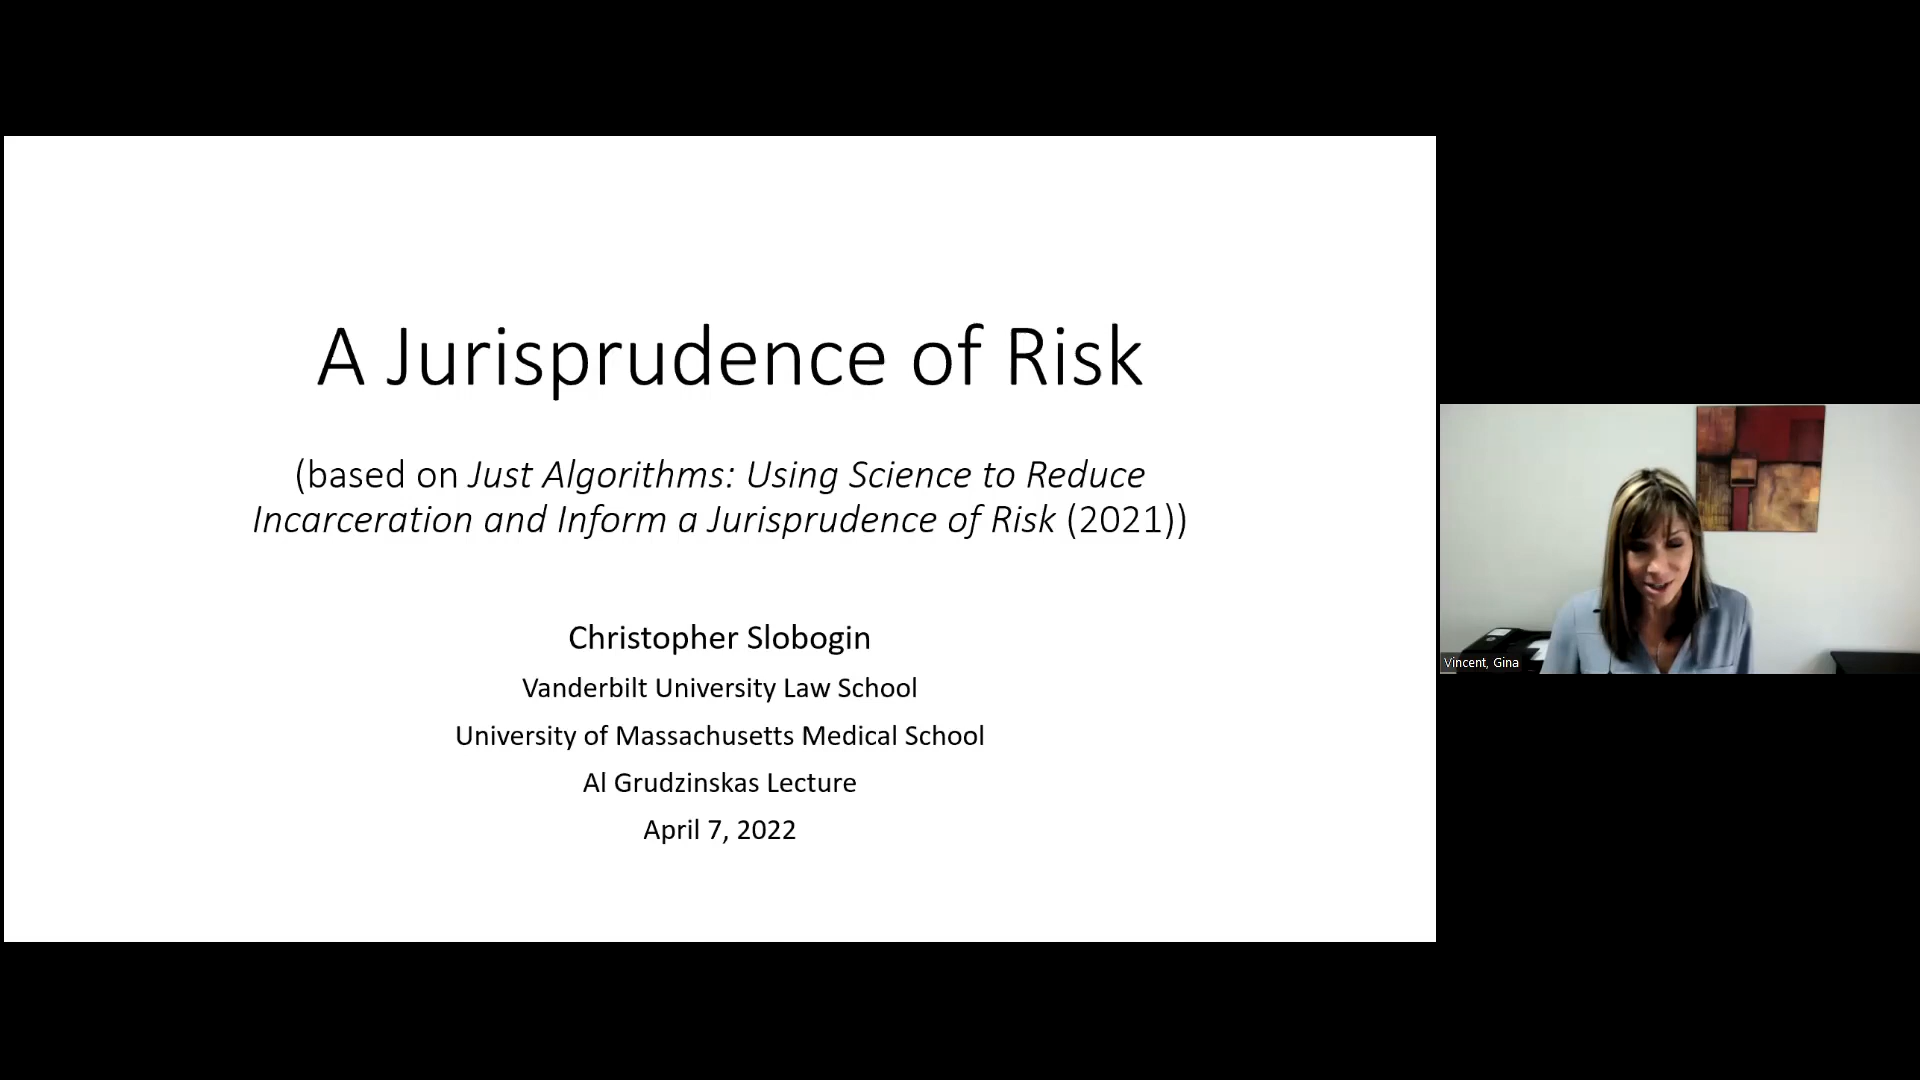 A Jurisprudence of Risk
(based on Just Algorithms: Using Science to Reduce
Incarceration and Inform a Jurisprudence of Risk (2021))
Christopher Slobogin
Vanderbilt University Law School
University of Massachusetts Medical School
Al Grudzinskas Lecture
April 7, 2022
Vincent, Gina